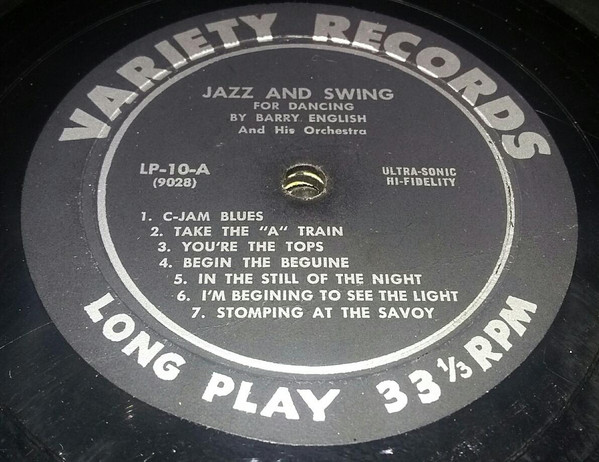 VARIETY RECORDS
JAZZ AND SWING
FOR DANCING
BY BARRY ENGLISH
And His Orchestra
LP-10-A
(9028)
ULTRA-SONIC
HI-FIDELITY
1. C-JAM BLUES
2. TAKE THE "A" TRAIN
3. YOU'RE THE TOPS
4. BEGIN THE BEGUINE
5. IN THE STILL OF THE NIGHT
6. I'M BEGINING TO SEE THE LIGHT
7. STOMPING AT THE SAVOY
LONG PLAY 33⅓ RPM